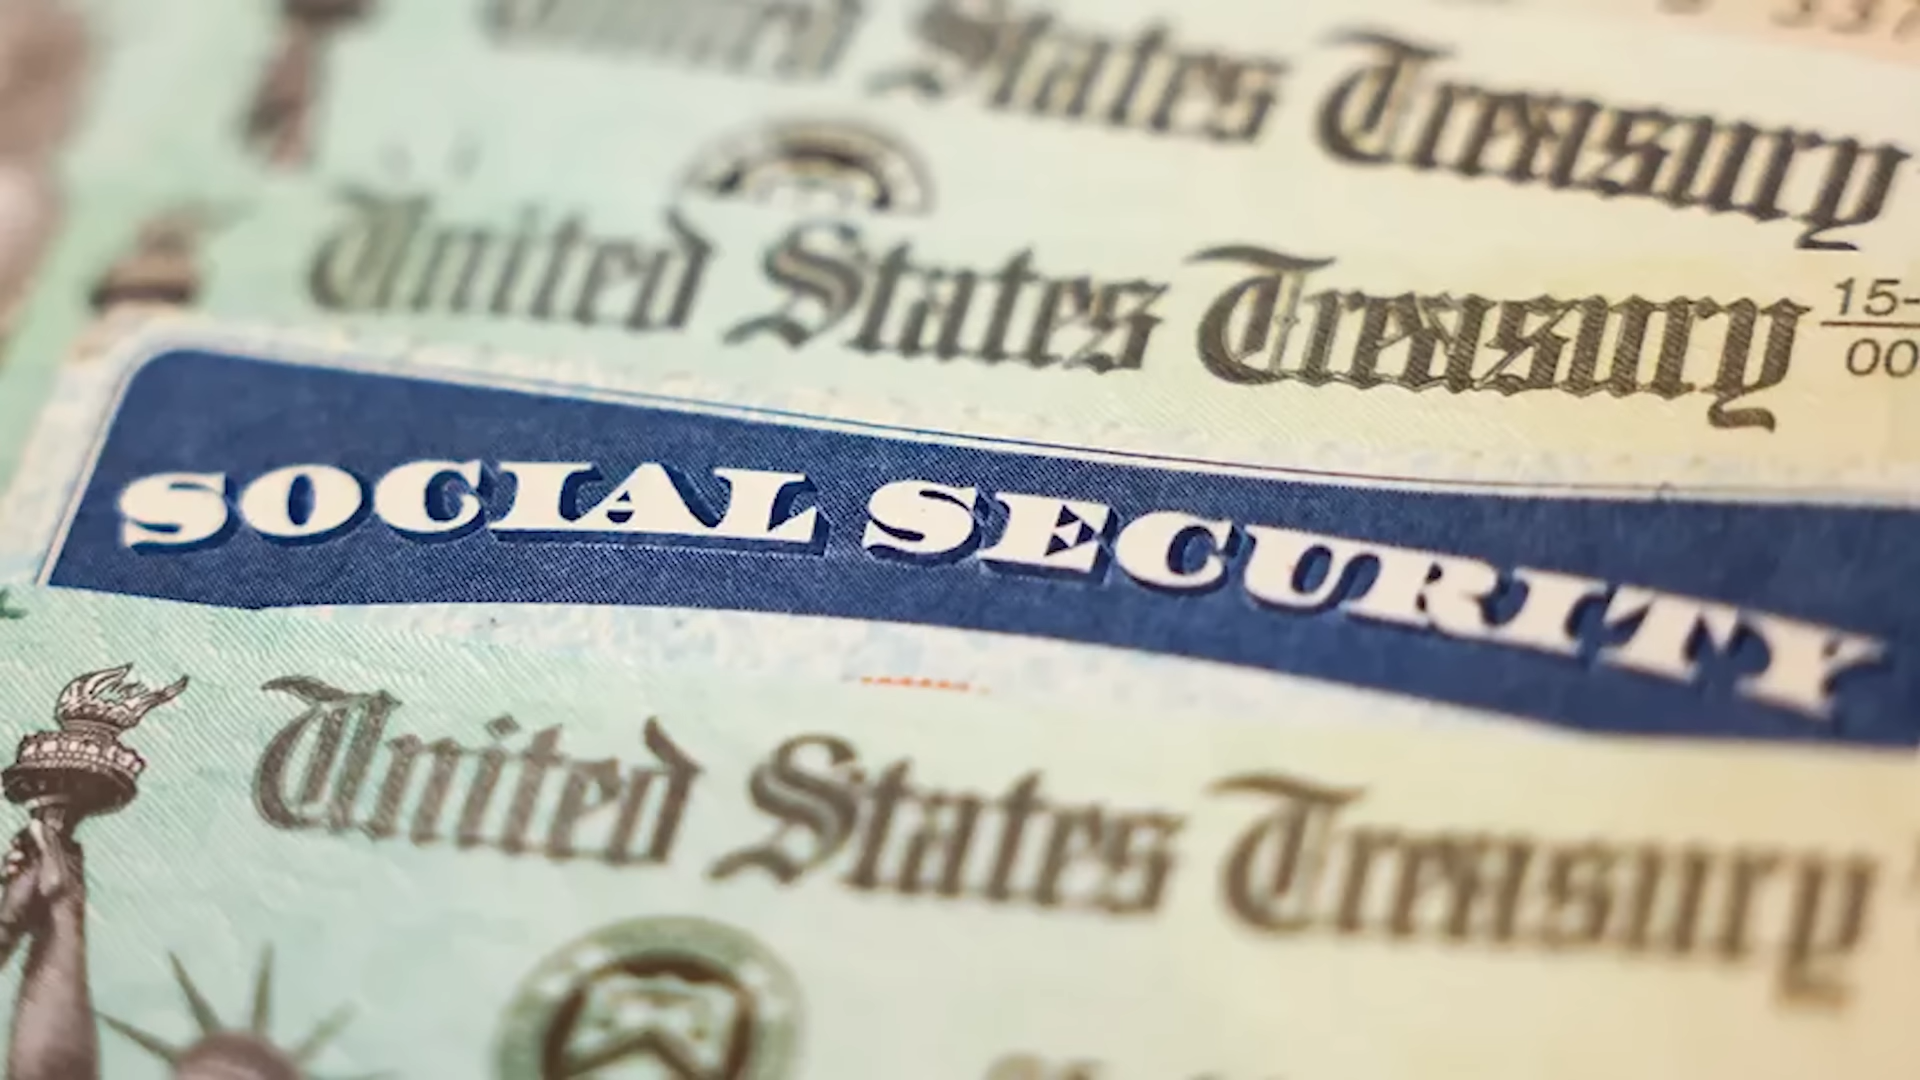 United States Treasury
United States Treasury
15-
00
SOCIAL SECURITY
United States Treasury